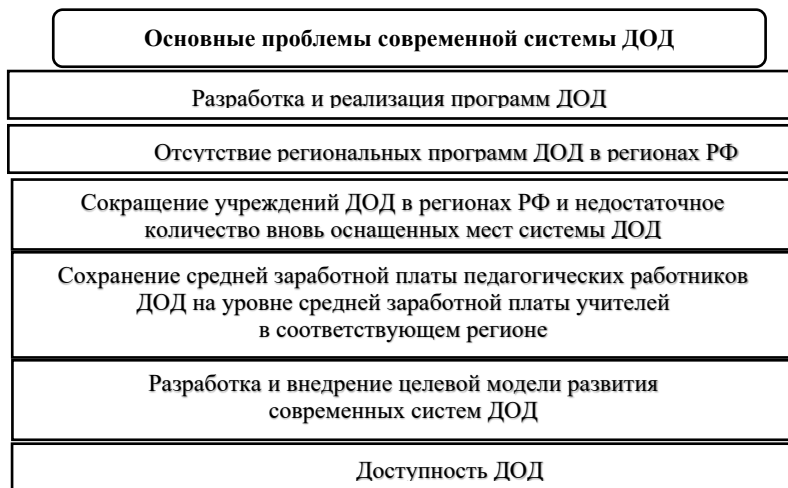 Основные проблемы современной системы ДОД
Разработка и реализация программ ДОД
Отсутствие региональных программ ДОД в регионах РФ
Сокращение учреждений ДОД в регионах РФ и недостаточное
количество вновь оснащенных мест системы ДОД
Сохранение средней заработной платы педагогических работников
ДОД на уровне средней заработной платы учителей
в соответствующем регионе
Разработка и внедрение целевой модели развития
современных систем ДОД
Доступность ДОД